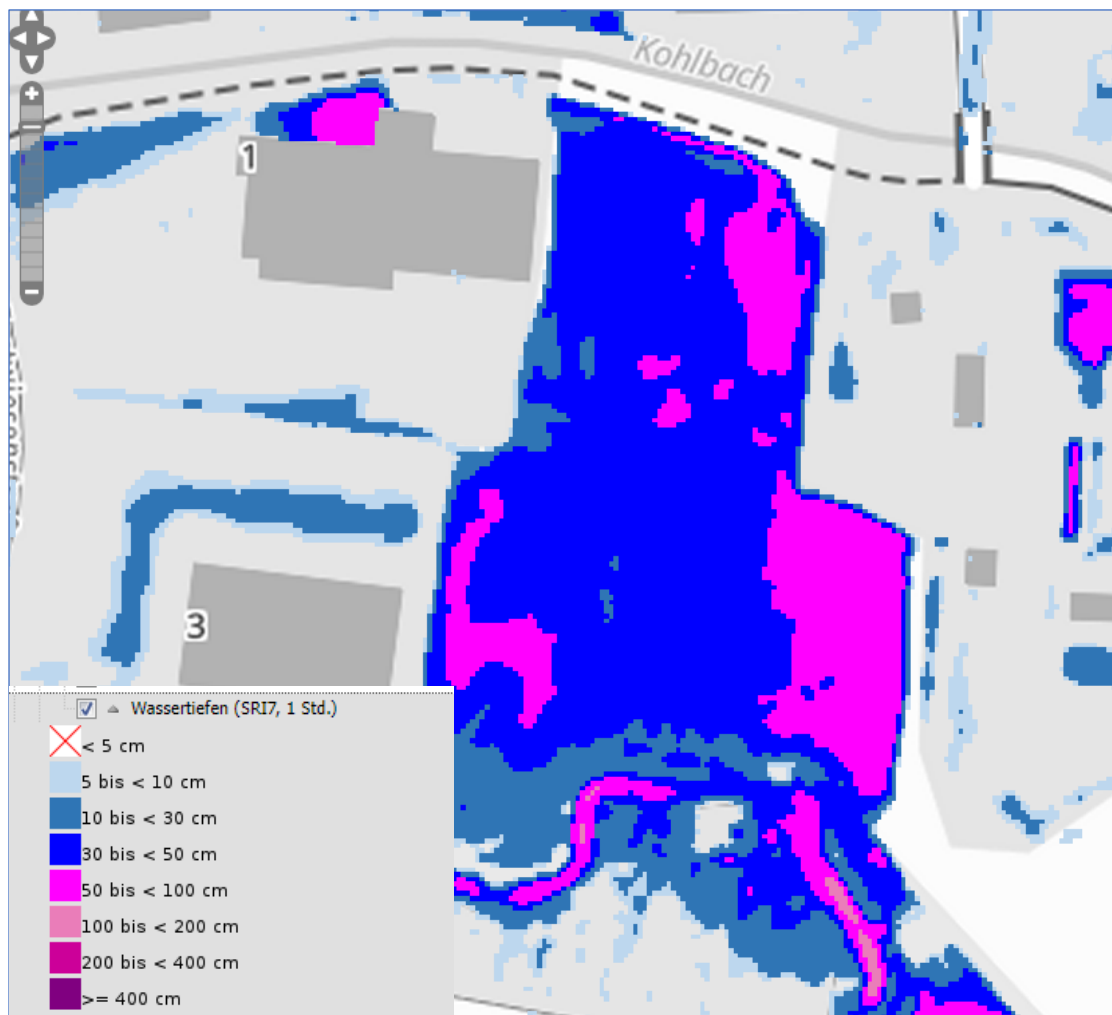 Kohlbach
1
3
Wassertiefen (SRI7, 1 Std.)
< 5 cm
5 bis < 10 cm
10 bis < 30 cm
30 bis < 50 cm
50 bis < 100 cm
100 bis < 200 cm
200 bis < 400 cm
>= 400 cm